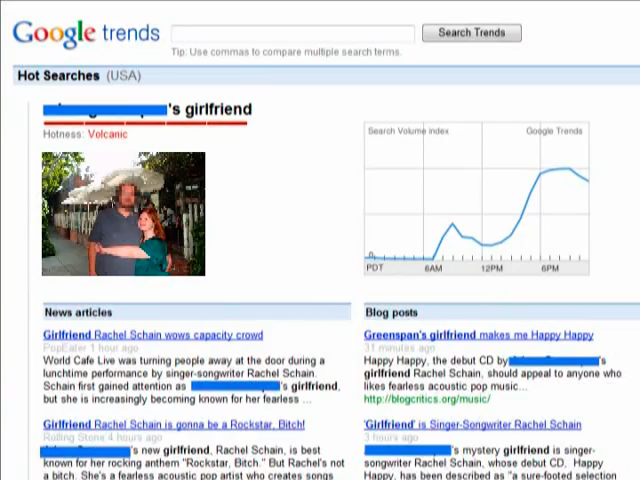 Google trends
Search Trends
Tip: Use commas to compare multiple search terms.
Hot Searches (USA)
's girlfriend
Hotness: Volcanic
Search Volume index Google Trends
PDT 6AM 12PM 6PM
News articles
Girlfriend Rachel Schain wows capacity crowd
PopEater 1 hour ago
World Cafe Live was turning people away at the door during a
lunchtime performance by singer-songwriter Rachel Schain.
Schain first gained attention as 's girlfriend,
but she is increasingly becoming known for her fearless ...
Girlfriend Rachel Schain is gonna be a Rockstar, Bitch!
Rolling Stone 4 hours ago
's new girlfriend, Rachel Schain, is best
known for her rocking anthem "Rockstar, Bitch." But Rachel's not
a bitch. She's a fearless acoustic pop artist who creates songs
Blog posts
Greenspan's girlfriend makes me Happy Happy
31 minutes ago
Happy Happy, the debut CD by 's
girlfriend Rachel Schain, should appeal to anyone who
likes fearless acoustic pop music...
http://blogcritics.org/music/
'Girlfriend' is Singer-Songwriter Rachel Schain
3 hours ago
's mystery girlfriend is singer-
songwriter Rachel Schain, whose debut CD, Happy
Happy, has been described as "a sure-footed selection